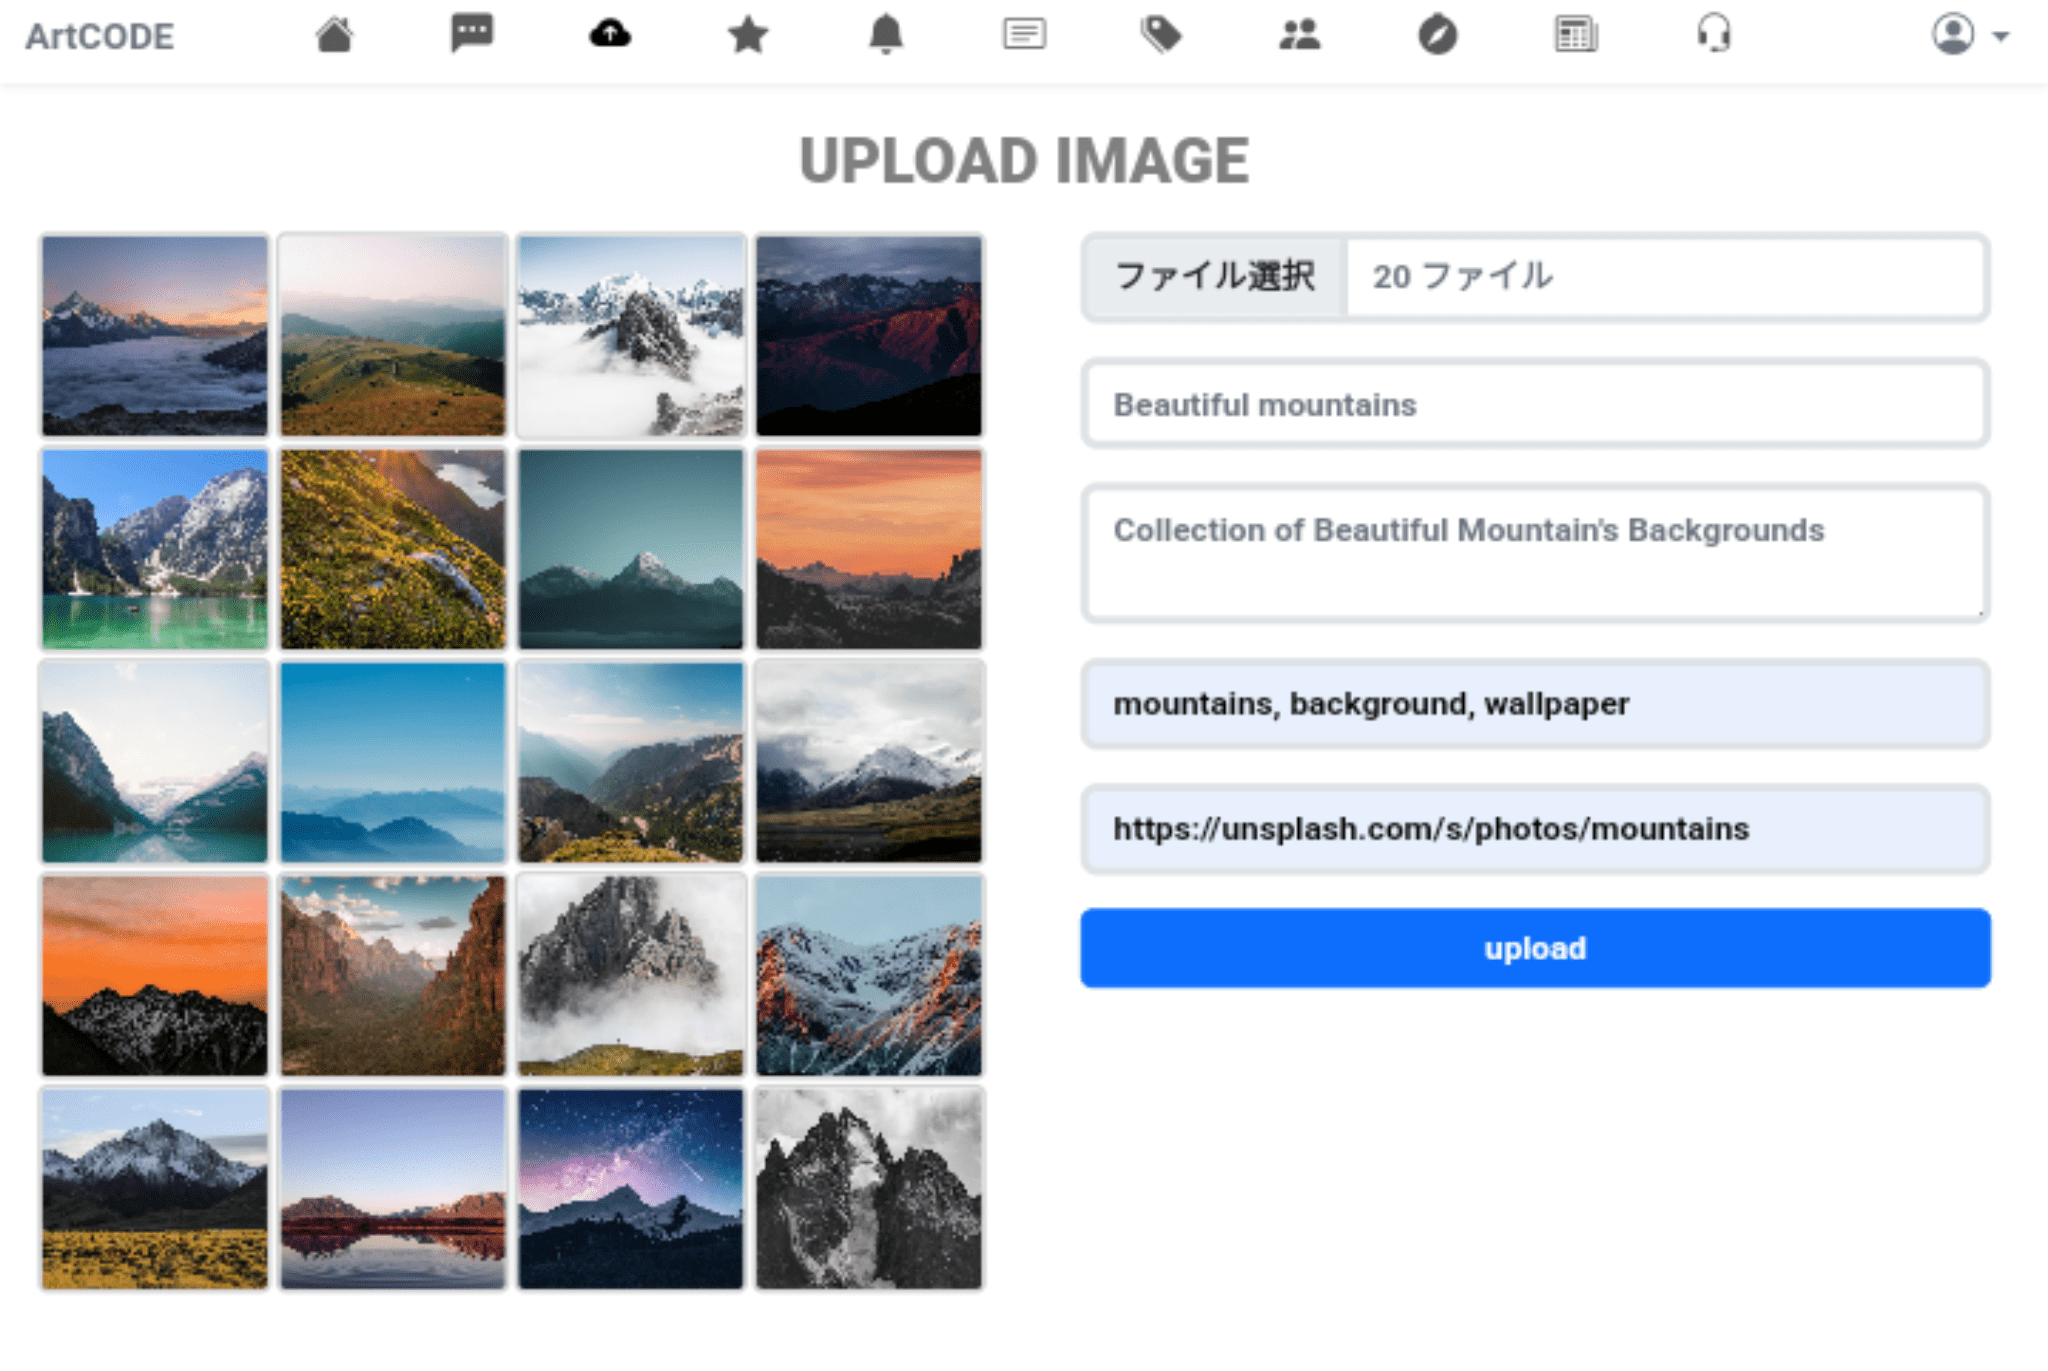 ArtCODE
UPLOAD IMAGE
ファイル選択 20 ファイル
Beautiful mountains
Collection of Beautiful Mountain's Backgrounds
mountains, background, wallpaper
https://unsplash.com/s/photos/mountains
upload